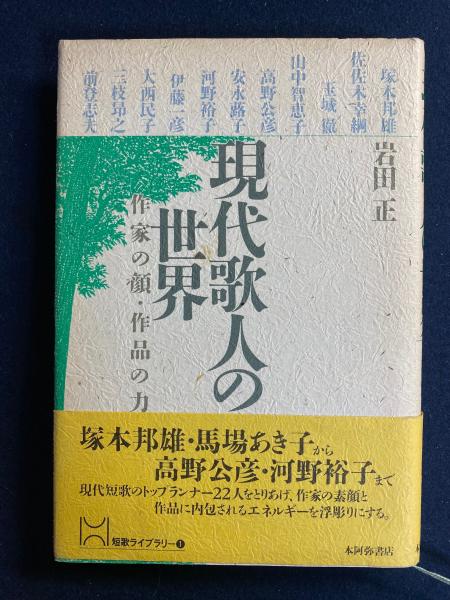 塚本邦雄
佐佐木幸綱
玉城徹
山中智恵子
高野公彦
安永蕗子
河野裕子
伊藤一彦
大西民子
三枝昻之
前登志夫
岩田正
現代歌人の
世界
作家の顔・作品の力
塚本邦雄・馬場あき子から
高野公彦・河野裕子まで
現代短歌のトップランナー22人をとりあげ、作家の素顔と
作品に内包されるエネルギーを浮彫りにする。
短歌ライブラリー1
本阿弥書店